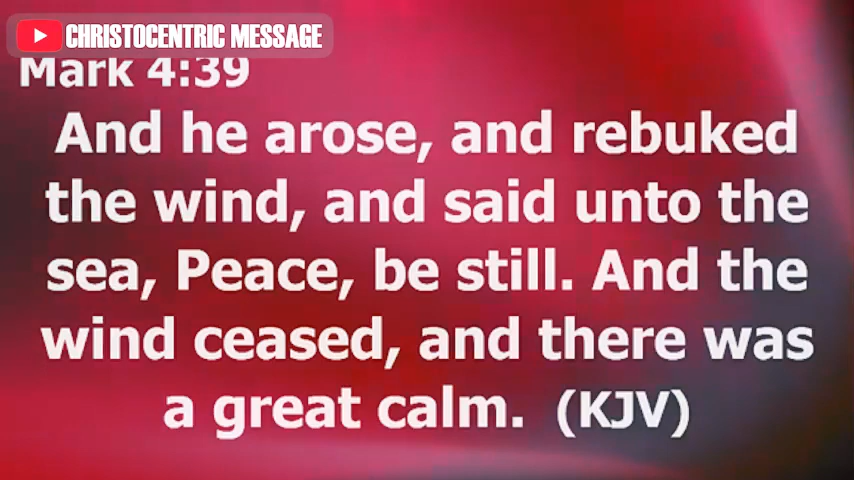 CHRISTOCENTRIC MESSAGE
Mark 4:39
And he arose, and rebuked
the wind, and said unto the
sea, Peace, be still. And the
wind ceased, and there was
a great calm. (KJV)